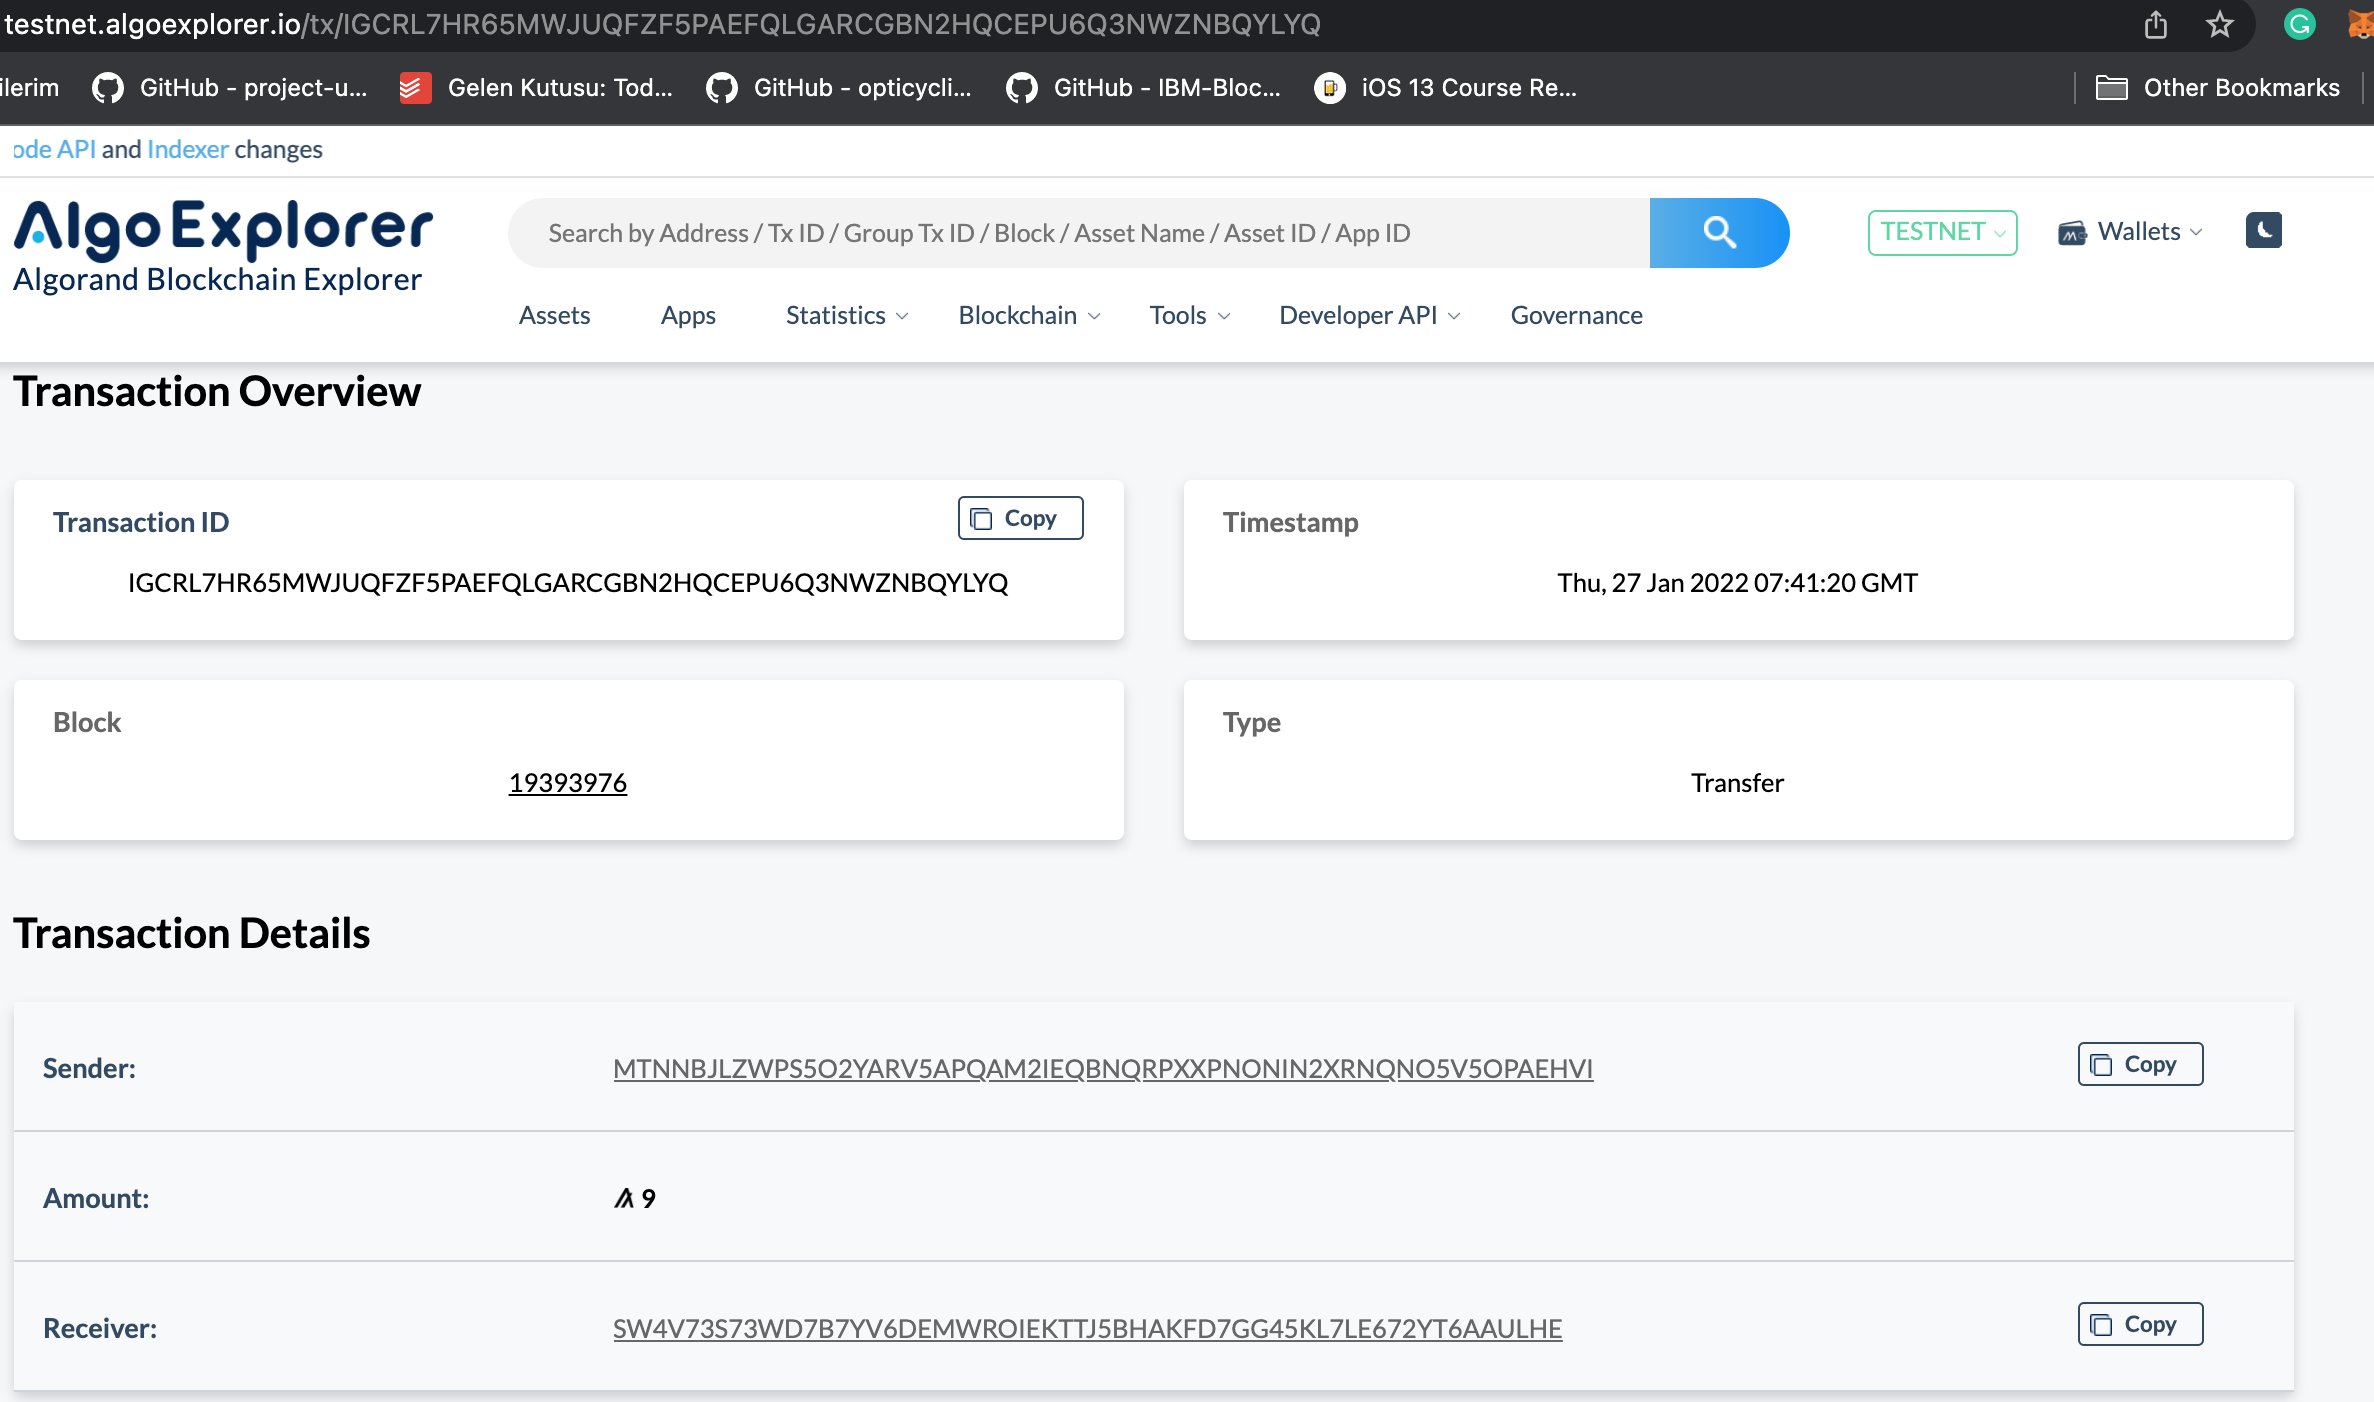 testnet.algoexplorer.io/tx/IGCRL7HR65MWJUQFZF5PAEFQLGARCGBN2HQCEPU6Q3NWZNBQYLYQ
ilerim GitHub - project-u... Gelen Kutusu: Tod... GitHub - opticycli... GitHub - IBM-Bloc... iOS 13 Course Re... Other Bookmarks
ode API and Indexer changes
AlgoExplorer
Algorand Blockchain Explorer
Search by Address / Tx ID / Group Tx ID / Block / Asset Name / Asset ID / App ID
TESTNET Wallets
Assets Apps Statistics Blockchain Tools Developer API Governance
Transaction Overview
Transaction ID Copy
IGCRL7HR65MWJUQFZF5PAEFQLGARCGBN2HQCEPU6Q3NWZNBQYLYQ
Timestamp
Thu, 27 Jan 2022 07:41:20 GMT
Block
19393976
Type
Transfer
Transaction Details
Sender: MTNNBJLZWPS5O2YARV5APQAM2IEQBNQRPXXPNONIN2XRNQNO5V5OPAEHVI Copy
Amount: 9
Receiver: SW4V73S73WD7B7YV6DEMWROIEKTTJ5BHAKFD7GG45KL7LE672YT6AAULHE Copy